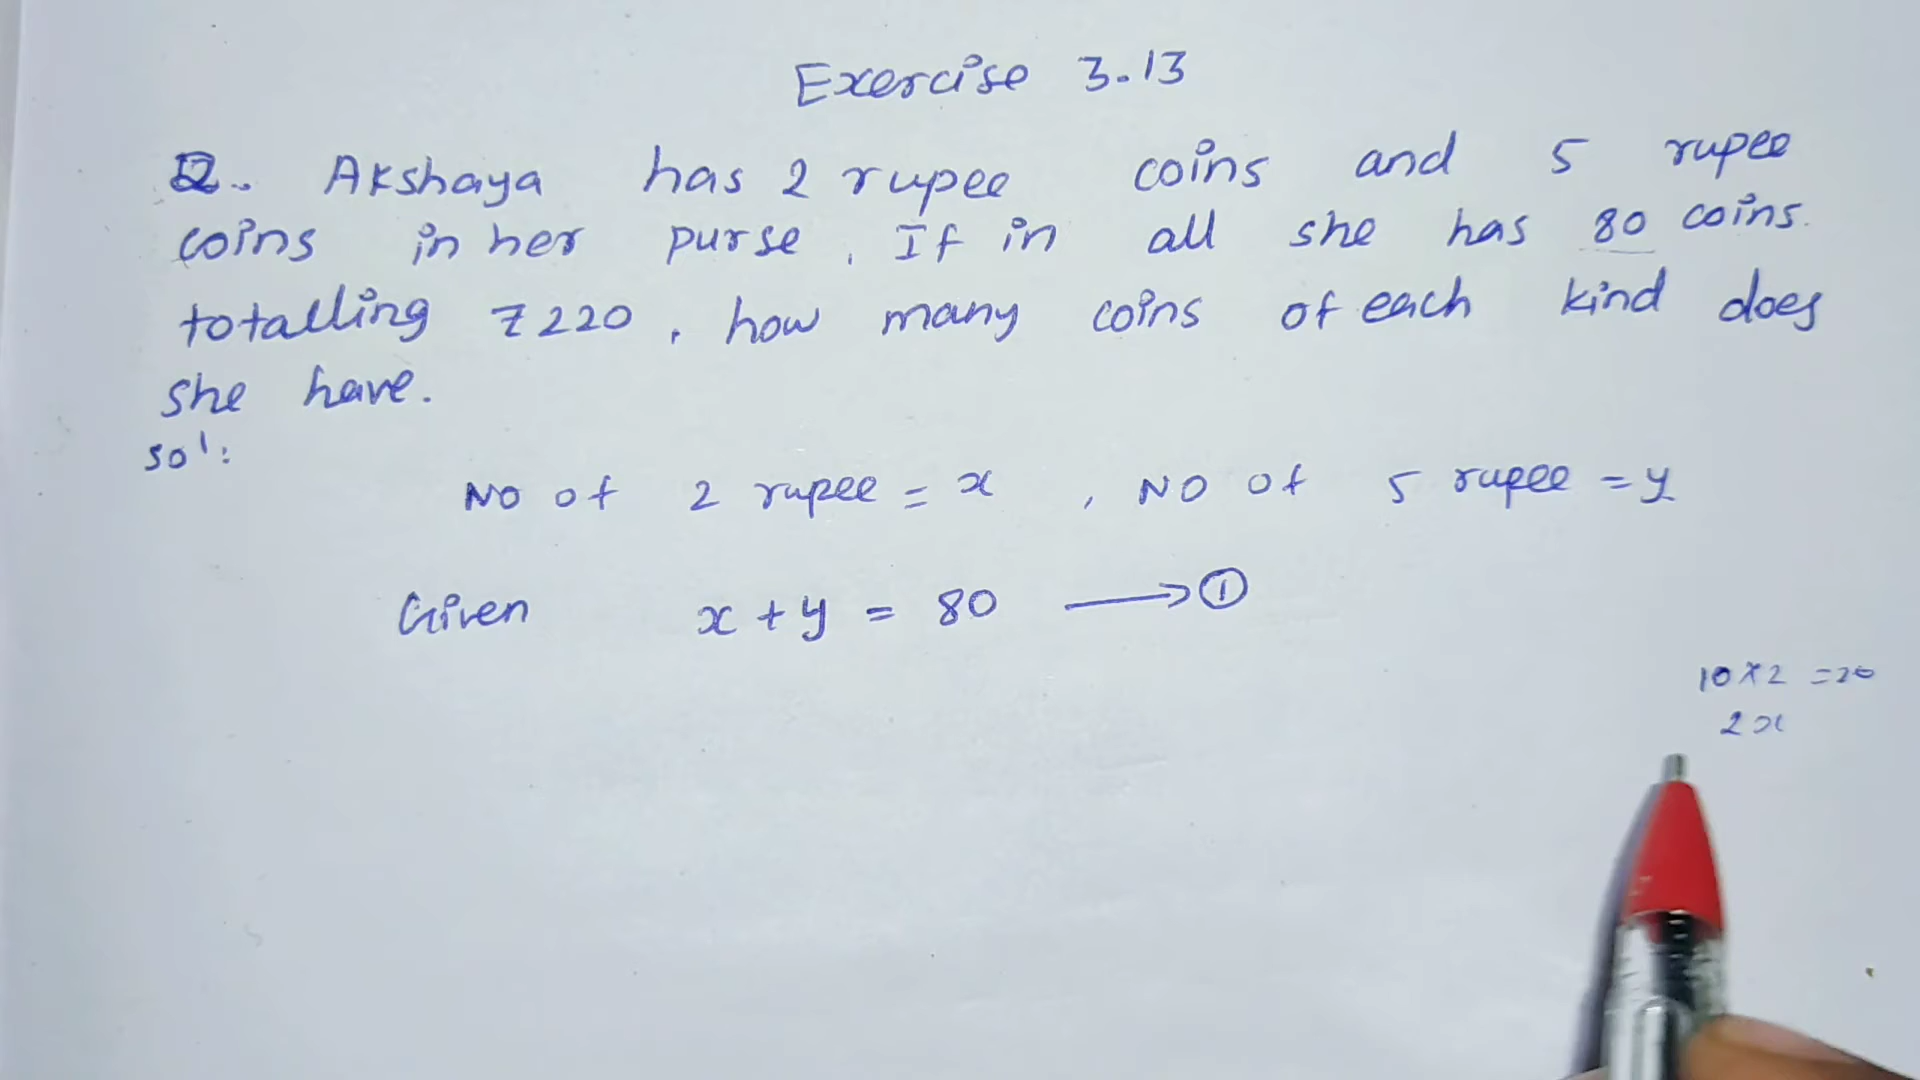 Exercise 3.13
Q. Akshaya has 2 rupee coins and 5 rupee
coins in her purse. If in all she has 80 coins.
totalling ₹220, how many coins of each kind does
she have.
Sol:
No of 2 rupee = x , No of 5 rupee = y
Given x + y = 80 ⟶ ①
10 × 2 = 20
2x